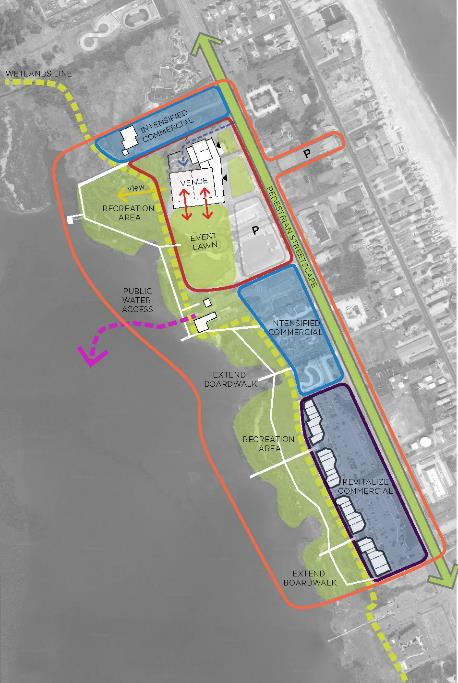 WETLANDS LINE
INTENSIFIED
COMMERCIAL
P
VENUE
view
RECREATION
AREA
PEDESTRIAN STREETSCAPE
EVENT
LAWN
P
PUBLIC
WATER
ACCESS
INTENSIFIED
COMMERCIAL
EXTEND
BOARDWALK
RECREATION
AREA
REVITALIZE
COMMERCIAL
EXTEND
BOARDWALK